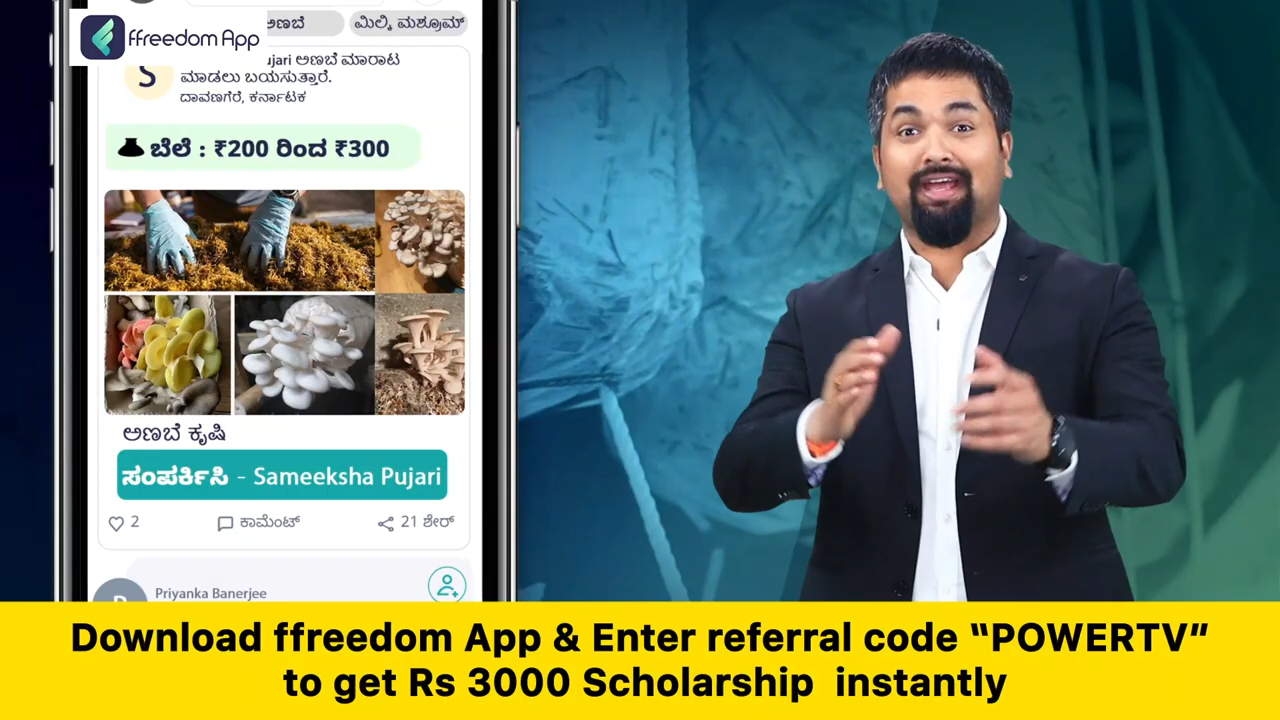 ಅಣಬೆ
ಮಿಲ್ಕಿ ಮಶ್ರೂಮ್
ffreedom App
S
ujari ಅಣಬೆ ಮಾರಾಟ
ಮಾಡಲು ಬಯಸುತ್ತಾರೆ.
ದಾವಣಗೆರೆ, ಕರ್ನಾಟಕ
ಬೆಲೆ : ₹200 ರಿಂದ ₹300
ಅಣಬೆ ಕೃಷಿ
ಸಂಪರ್ಕಿಸಿ - Sameeksha Pujari
2
ಕಾಮೆಂಟ್
21 ಶೇರ್
Priyanka Banerjee
Download ffreedom App & Enter referral code “POWERTV”
to get Rs 3000 Scholarship instantly